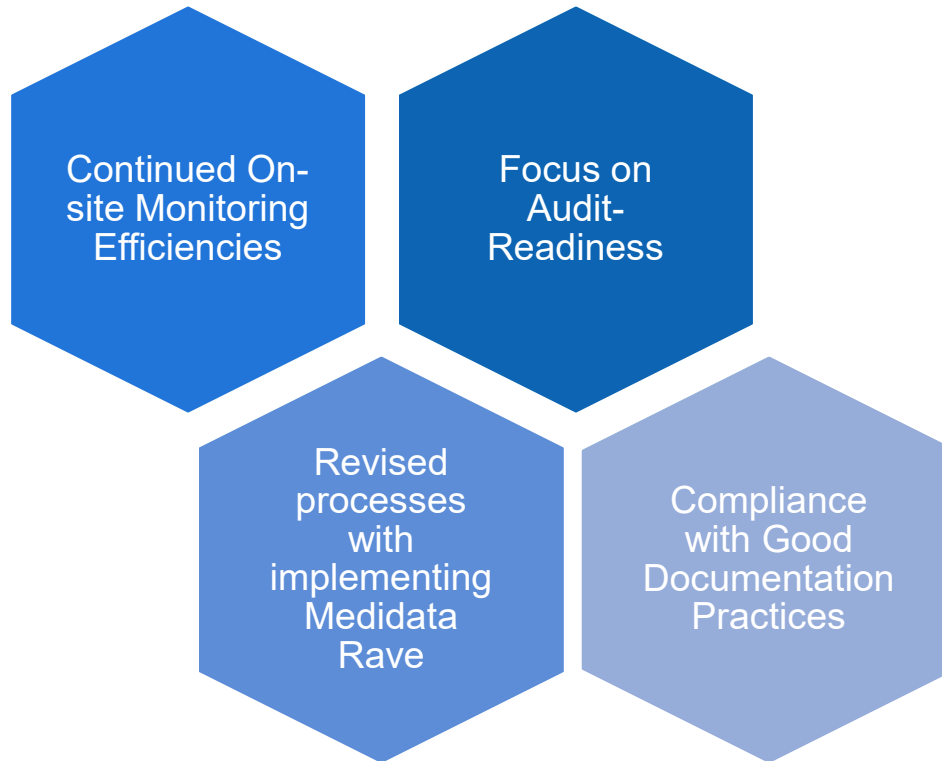 Continued On-
site Monitoring
Efficiencies
Focus on
Audit-
Readiness
Revised
processes
with
implementing
Medidata
Rave
Compliance
with Good
Documentation
Practices